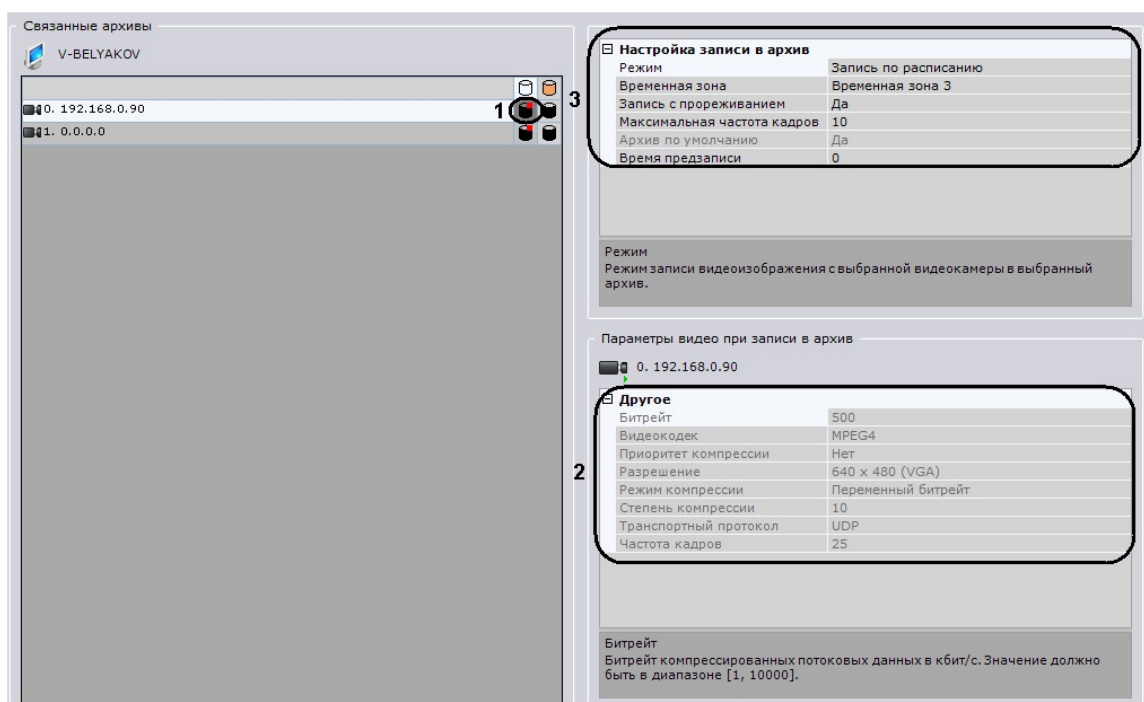 Связанные архивы
V-BELYAKOV
0. 192.168.0.90
1
1. 0.0.0.0
3
Настройка записи в архив
Режим Запись по расписанию
Временная зона Временная зона 3
Запись с прореживанием Да
Максимальная частота кадров 10
Архив по умолчанию Да
Время предзаписи 0
Режим
Режим записи видеоизображения с выбранной видеокамеры в выбранный
архив.
Параметры видео при записи в архив
0. 192.168.0.90
2
Другое
Битрейт 500
Видеокодек MPEG4
Приоритет компрессии Нет
Разрешение 640 x 480 (VGA)
Режим компрессии Переменный битрейт
Степень компрессии 10
Транспортный протокол UDP
Частота кадров 25
Битрейт
Битрейт компрессированных потоковых данных в кбит/с. Значение должно
быть в диапазоне [1, 10000].